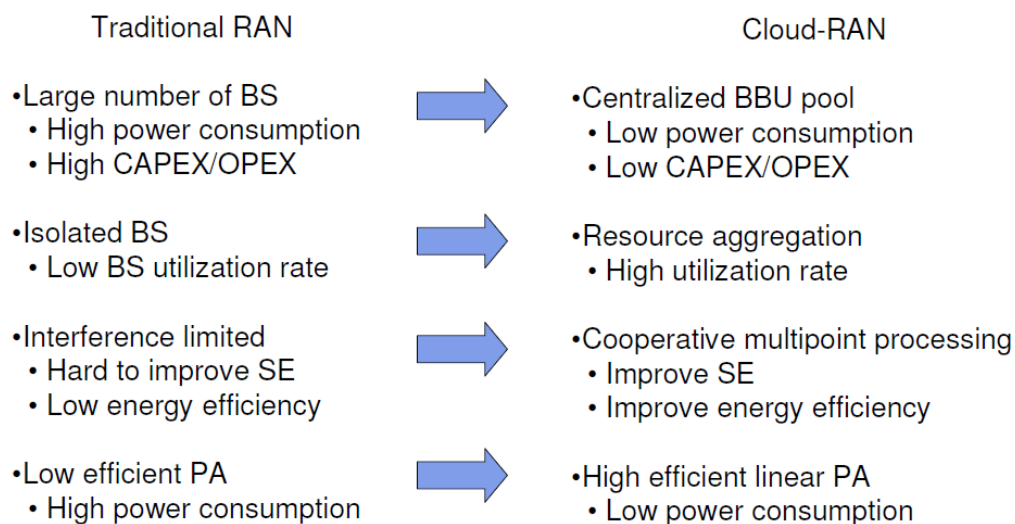 Traditional RAN
•Large number of BS
• High power consumption
• High CAPEX/OPEX
•Isolated BS
• Low BS utilization rate
•Interference limited
• Hard to improve SE
• Low energy efficiency
•Low efficient PA
• High power consumption
Cloud-RAN
•Centralized BBU pool
• Low power consumption
• Low CAPEX/OPEX
•Resource aggregation
• High utilization rate
•Cooperative multipoint processing
• Improve SE
• Improve energy efficiency
•High efficient linear PA
• Low power consumption